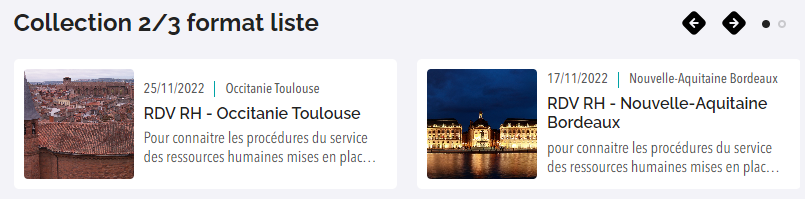 Collection 2/3 format liste
25/11/2022 | Occitanie Toulouse
RDV RH - Occitanie Toulouse
Pour connaitre les procédures du service
des ressources humaines mises en plac…
17/11/2022 | Nouvelle-Aquitaine Bordeaux
RDV RH - Nouvelle-Aquitaine
Bordeaux
pour connaitre les procédures du service
des ressources humaines mises en plac…